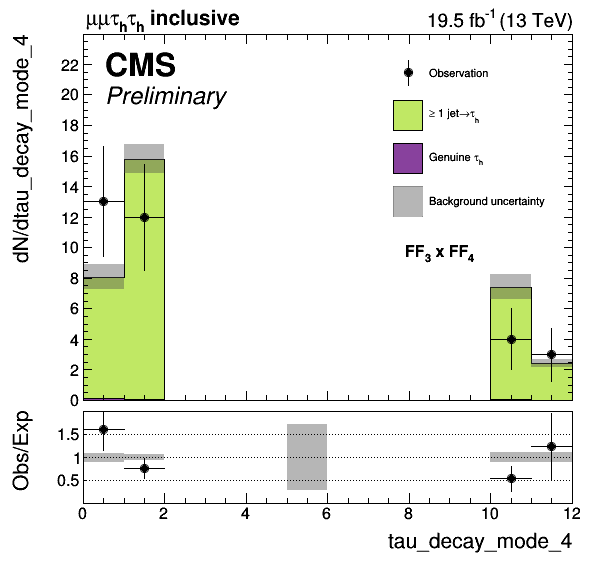 μμτhτh inclusive
19.5 fb-1 (13 TeV)
CMS
Preliminary
dN/dtau_decay_mode_4
22
20
18
16
14
12
10
8
6
4
2
0
Observation
≥ 1 jet→τh
Genuine τh
Background uncertainty
FF3 x FF4
Obs/Exp
1.5
1
0.5
0 2 4 6 8 10 12
tau_decay_mode_4